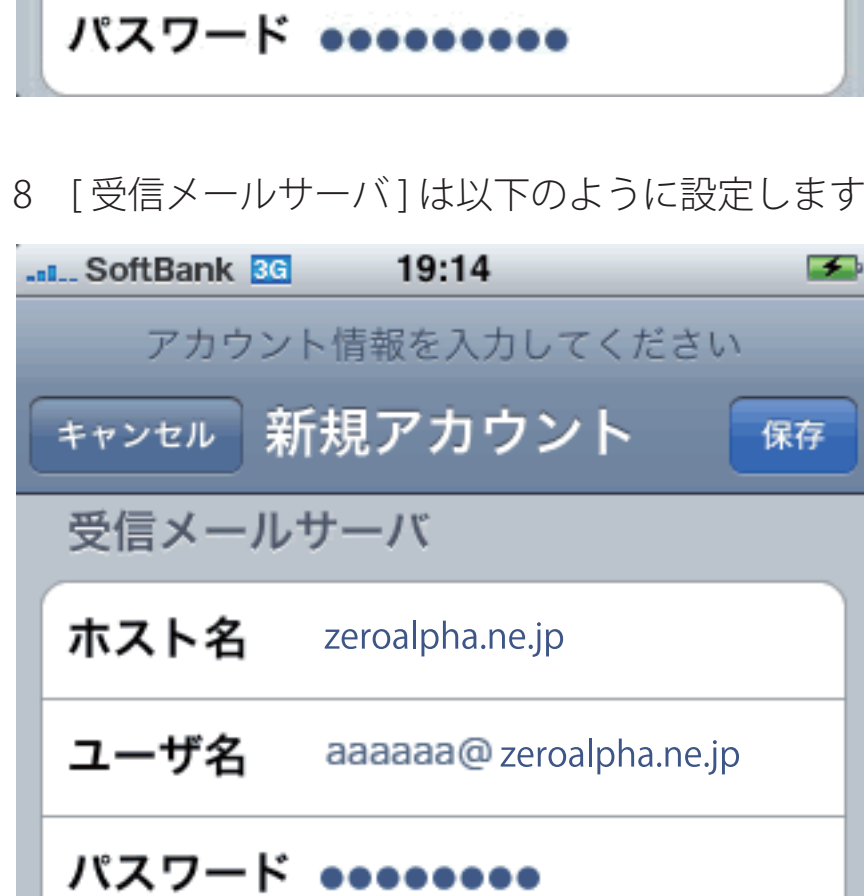 パスワード ●●●●●●●●●
8 [ 受信メールサーバ ] は以下のように設定します
SoftBank 3G 19:14
アカウント情報を入力してください
キャンセル 新規アカウント 保存
受信メールサーバ
ホスト名 zeroalpha.ne.jp
ユーザ名 aaaaaa@ zeroalpha.ne.jp
パスワード ●●●●●●●●